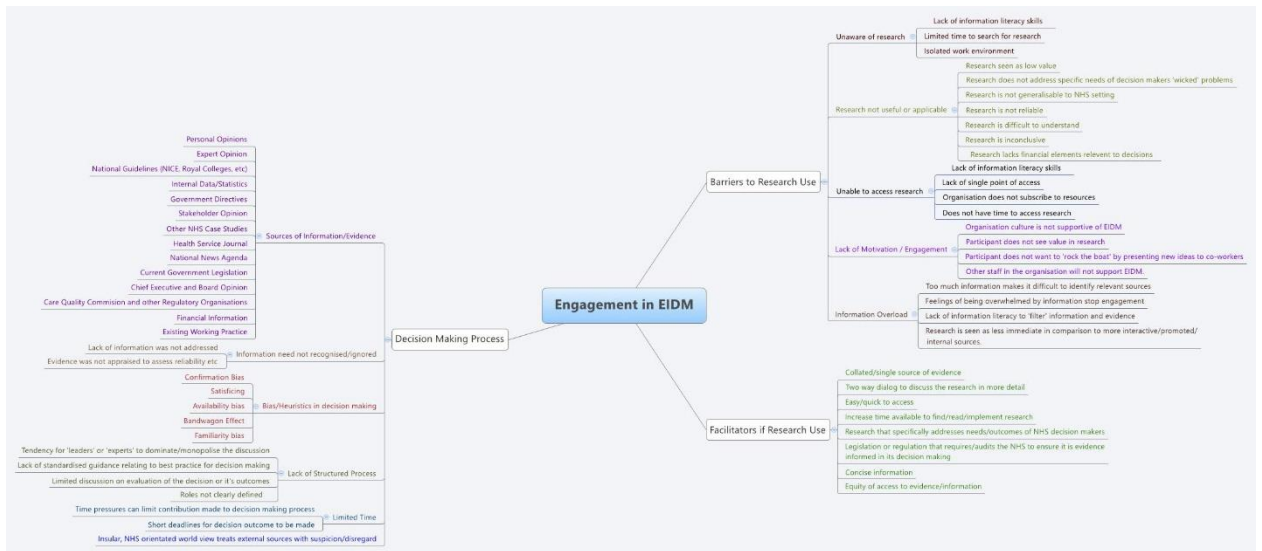 Engagement in EIDM
Barriers to Research Use
Unaware of research
Lack of information literacy skills
Limited time to search for research
Isolated work environment
Research not useful or applicable
Research seen as low value
Research does not address specific needs of decision makers 'wicked' problems
Research is not generalisable to NHS setting
Research is not reliable
Research is difficult to understand
Research is inconclusive
Research lacks financial elements relevent to decisions
Unable to access research
Lack of information literacy skills
Lack of single point of access
Organisation does not subscribe to resources
Does not have time to access research
Lack of Motivation / Engagement
Organisation culture is not supportive of EIDM
Participant does not see value in research
Participant does not want to 'rock the boat' by presenting new ideas to co-workers
Other staff in the organisation will not support EIDM.
Information Overload
Too much information makes it difficult to identify relevant sources
Feelings of being overwhelmed by information stop engagement
Lack of information literacy to 'filter' information and evidence
Research is seen as less immediate in comparison to more interactive/promoted/
internal sources.
Facilitators if Research Use
Collated/single source of evidence
Two way dialog to discuss the research in more detail
Easy/quick to access
Increase time available to find/read/implement research
Research that specifically addresses needs/outcomes of NHS decision makers
Legislation or regulation that requires/audits the NHS to ensure it is evidence
informed in its decision making
Concise information
Equity of access to evidence/information
Decision Making Process
Sources of Information/Evidence
Personal Opinions
Expert Opinion
National Guidelines (NICE, Royal Colleges, etc)
Internal Data/Statistics
Government Directives
Stakeholder Opinion
Other NHS Case Studies
Health Service Journal
National News Agenda
Current Government Legislation
Chief Executive and Board Opinion
Care Quality Commision and other Regulatory Organisations
Financial Information
Existing Working Practice
Information need not recognised/ignored
Lack of information was not addressed
Evidence was not appraised to assess reliability etc
Bias/Heuristics in decision making
Confirmation Bias
Satisficing
Availability bias
Bandwagon Effect
Familiarity bias
Lack of Structured Process
Tendency for 'leaders' or 'experts' to dominate/monopolise the discussion
Lack of standardised guidance relating to best practice for decision making
Limited discussion on evaluation of the decision or it's outcomes
Roles not clearly defined
Limited Time
Time pressures can limit contribution made to decision making process
Short deadlines for decision outcome to be made
Insular, NHS orientated world view treats external sources with suspicion/disregard